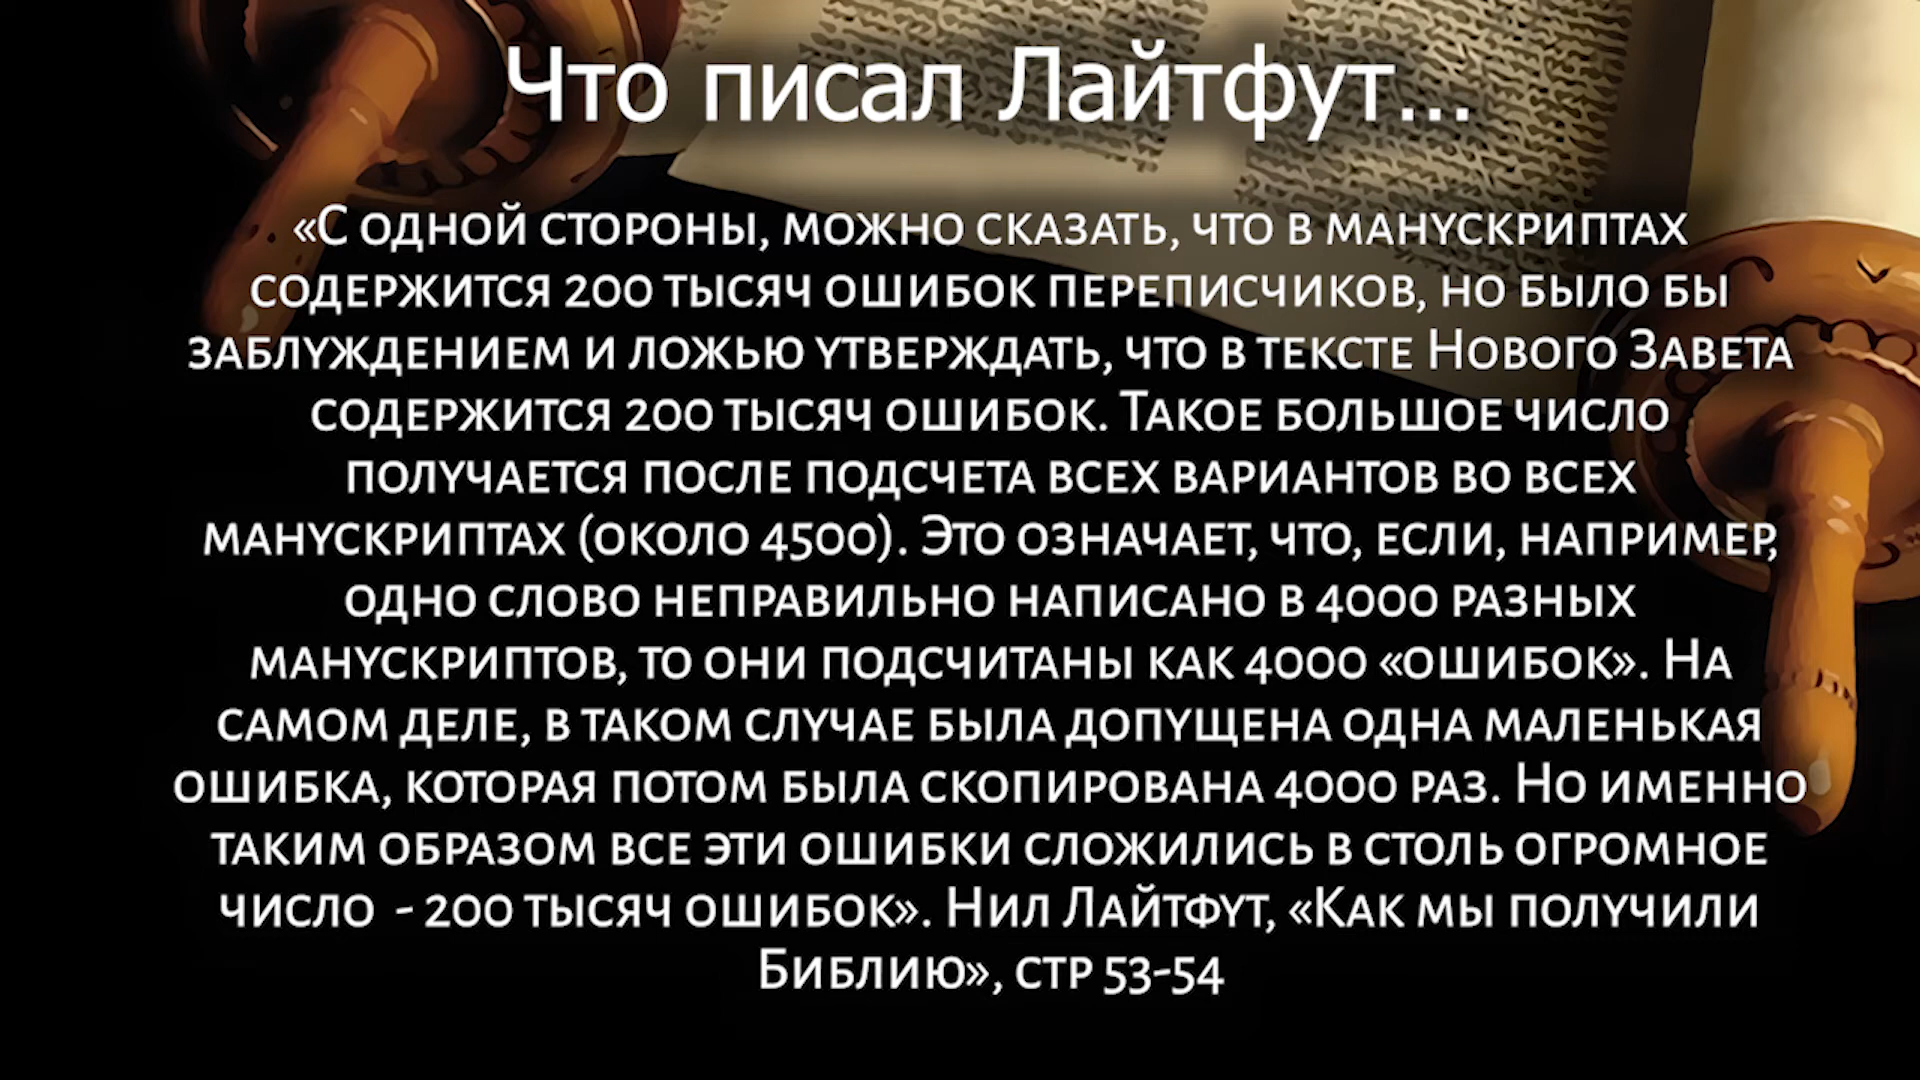 Что писал Лайтфут...
«С одной стороны, можно сказать, что в манускриптах
содержится 200 тысяч ошибок переписчиков, но было бы
заблуждением и ложью утверждать, что в тексте Нового Завета
содержится 200 тысяч ошибок. Такое большое число
получается после подсчета всех вариантов во всех
манускриптах (около 4500). Это означает, что, если, например,
одно слово неправильно написано в 4000 разных
манускриптов, то они подсчитаны как 4000 «ошибок». На
самом деле, в таком случае была допущена одна маленькая
ошибка, которая потом была скопирована 4000 раз. Но именно
таким образом все эти ошибки сложились в столь огромное
число - 200 тысяч ошибок». Нил Лайтфут, «Как мы получили
Библию», стр 53-54